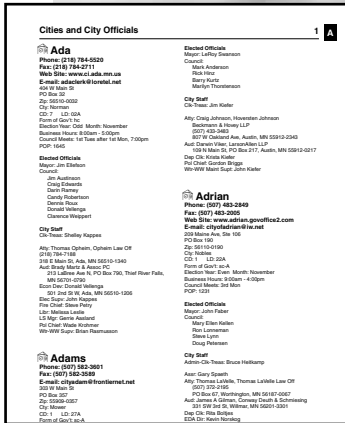 Cities and City Officials
1
A
Ada
Phone: (218) 784-5520
Fax: (218) 784-2711
Web Site: www.ci.ada.mn.us
E-mail: adaclerk@loretel.net
404 W Main St
PO Box 32
Zip: 56510-0032
Cty: Norman
CD: 7 LD: 02A
Form of Gov't: hc
Election Year: Odd Month: November
Business Hours: 8:00am - 5:00pm
Council Meets: 1st Tues after 1st Mon, 7:00pm
POP: 1645
Elected Officials
Mayor: Jim Ellefson
Council:
Jim Austinson
Craig Edwards
Darin Ramey
Candy Robertson
Dennis Roux
Donald Vellenga
Clarence Weippert
City Staff
Clk-Treas: Shelley Kappes
Atty: Thomas Opheim, Opheim Law Off
(218) 784-7188
318 E Main St, Ada, MN 56510-1340
Aud: Brady Martz & Assoc PC
213 LaBree Ave N, PO Box 790, Thief River Falls,
MN 56701-0790
Econ Dev: Donald Vellenga
501 2nd St W, Ada, MN 56510-1206
Elec Supv: John Kappes
Fire Chief: Steve Petry
Libr: Melissa Leslie
LS Mgr: Gerrie Assland
Pol Chief: Wade Krohmer
Wtr-WW Supv: Brian Rasmusson
Adams
Phone: (507) 582-3601
Fax: (507) 582-3589
E-mail: cityadam@frontiernet.net
303 W Main St
PO Box 357
Zip: 55909-0357
Cty: Mower
CD: 1 LD: 27A
Form of Gov't: sc-A
Elected Officials
Mayor: LeRoy Swanson
Council:
Mark Anderson
Rick Hinz
Barry Kurtz
Marilyn Thorstenson
City Staff
Clk-Treas: Jim Kiefer
Atty: Craig Johnson, Hoversten Johnson
Beckmann & Hovey LLP
(507) 433-3483
807 W Oakland Ave, Austin, MN 55912-2343
Aud: Darwin Viker, LarsonAllen LLP
109 N Main St, PO Box 217, Austin, MN 55912-0217
Dep Clk: Krista Kiefer
Pol Chief: Gordon Briggs
Wtr-WW Maint Supt: John Kiefer
Adrian
Phone: (507) 483-2849
Fax: (507) 483-2005
Web Site: www.adrian.govoffice2.com
E-mail: cityofadrian@iw.net
209 Maine Ave, Ste 106
PO Box 190
Zip: 56110-0190
Cty: Nobles
CD: 1 LD: 22A
Form of Gov't: sc-A
Election Year: Even Month: November
Business Hours: 9:00am - 4:00pm
Council Meets: 3rd Mon
POP: 1231
Elected Officials
Mayor: John Faber
Council:
Mary Ellen Kellen
Ron Lonneman
Steve Lynn
Doug Petersen
City Staff
Admin-Clk-Treas: Bruce Heitkamp
Aser: Gary Spaeth
Atty: Thomas LaVelle, Thomas LaVelle Law Off
(507) 372-2195
PO Box 67, Worthington, MN 56187-0067
Aud: James A Gilman, Conway Deuth & Schmiesing
331 SW 3rd St, Willmar, MN 56201-3301
Dep Clk: Rita Boltjes
EDA Dir: Kevin Norskog